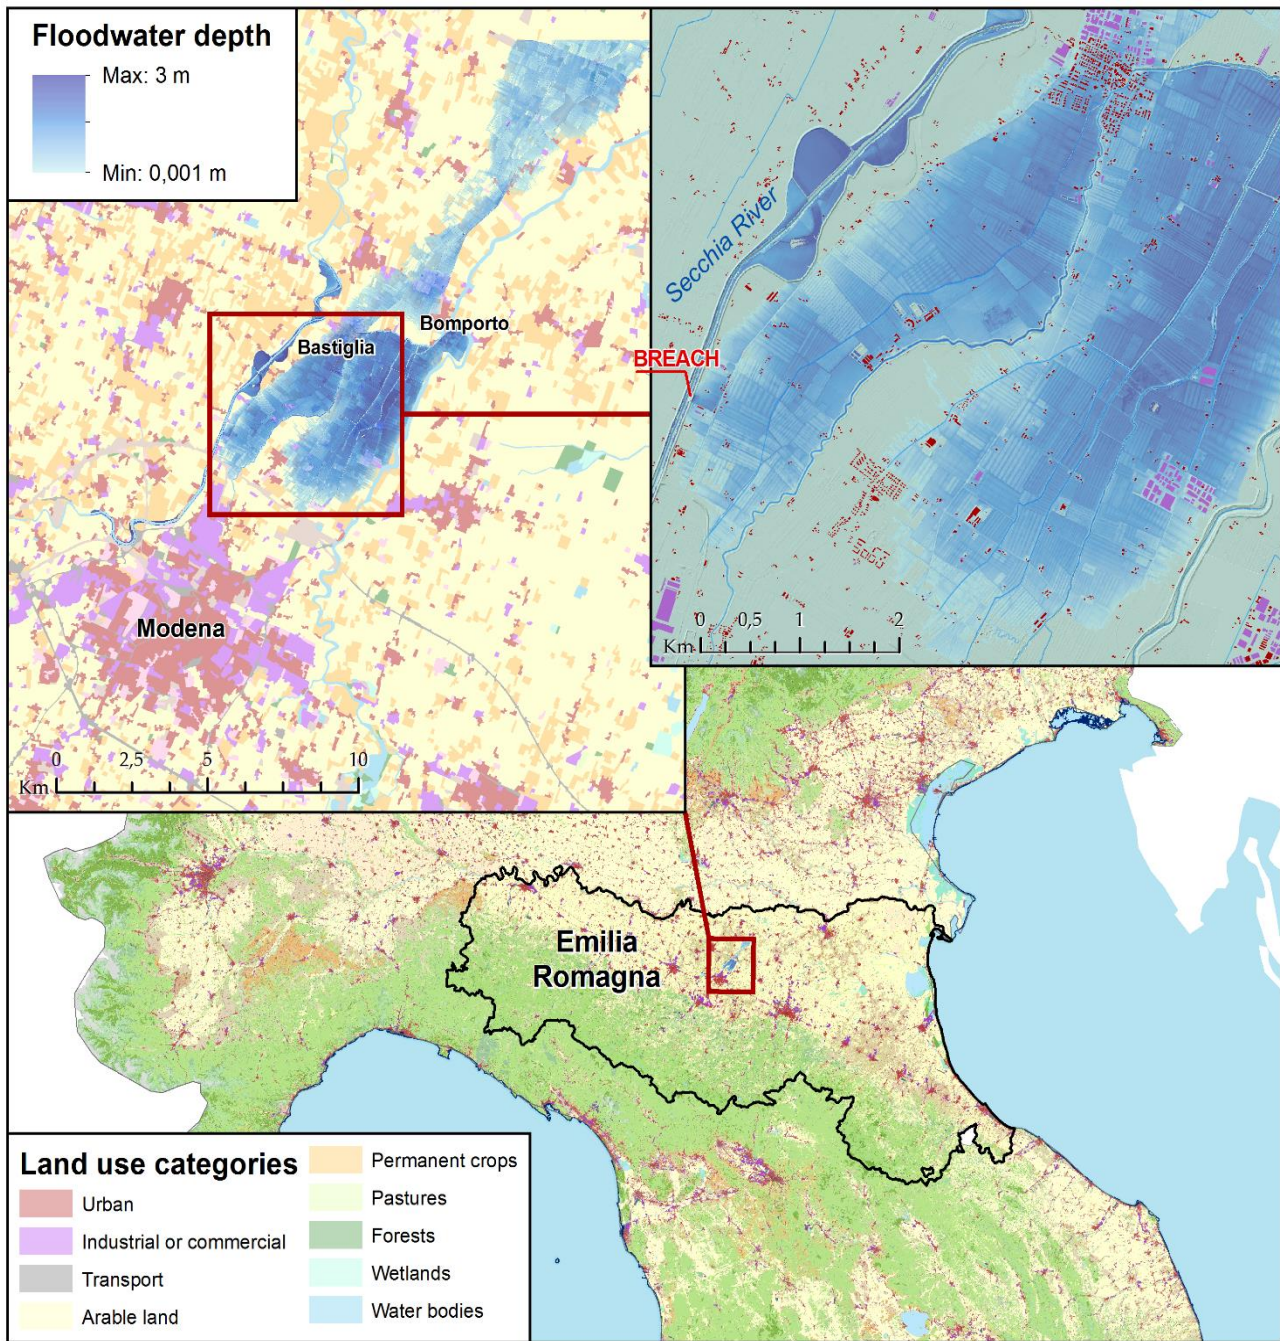 Floodwater depth
Max: 3 m
Min: 0,001 m
Bomporto
Bastiglia
Modena
0 2,5 5 10
Km
Secchia River
BREACH
0 0,5 1 2
Km
Emilia
Romagna
Land use categories
Urban
Industrial or commercial
Transport
Arable land
Permanent crops
Pastures
Forests
Wetlands
Water bodies